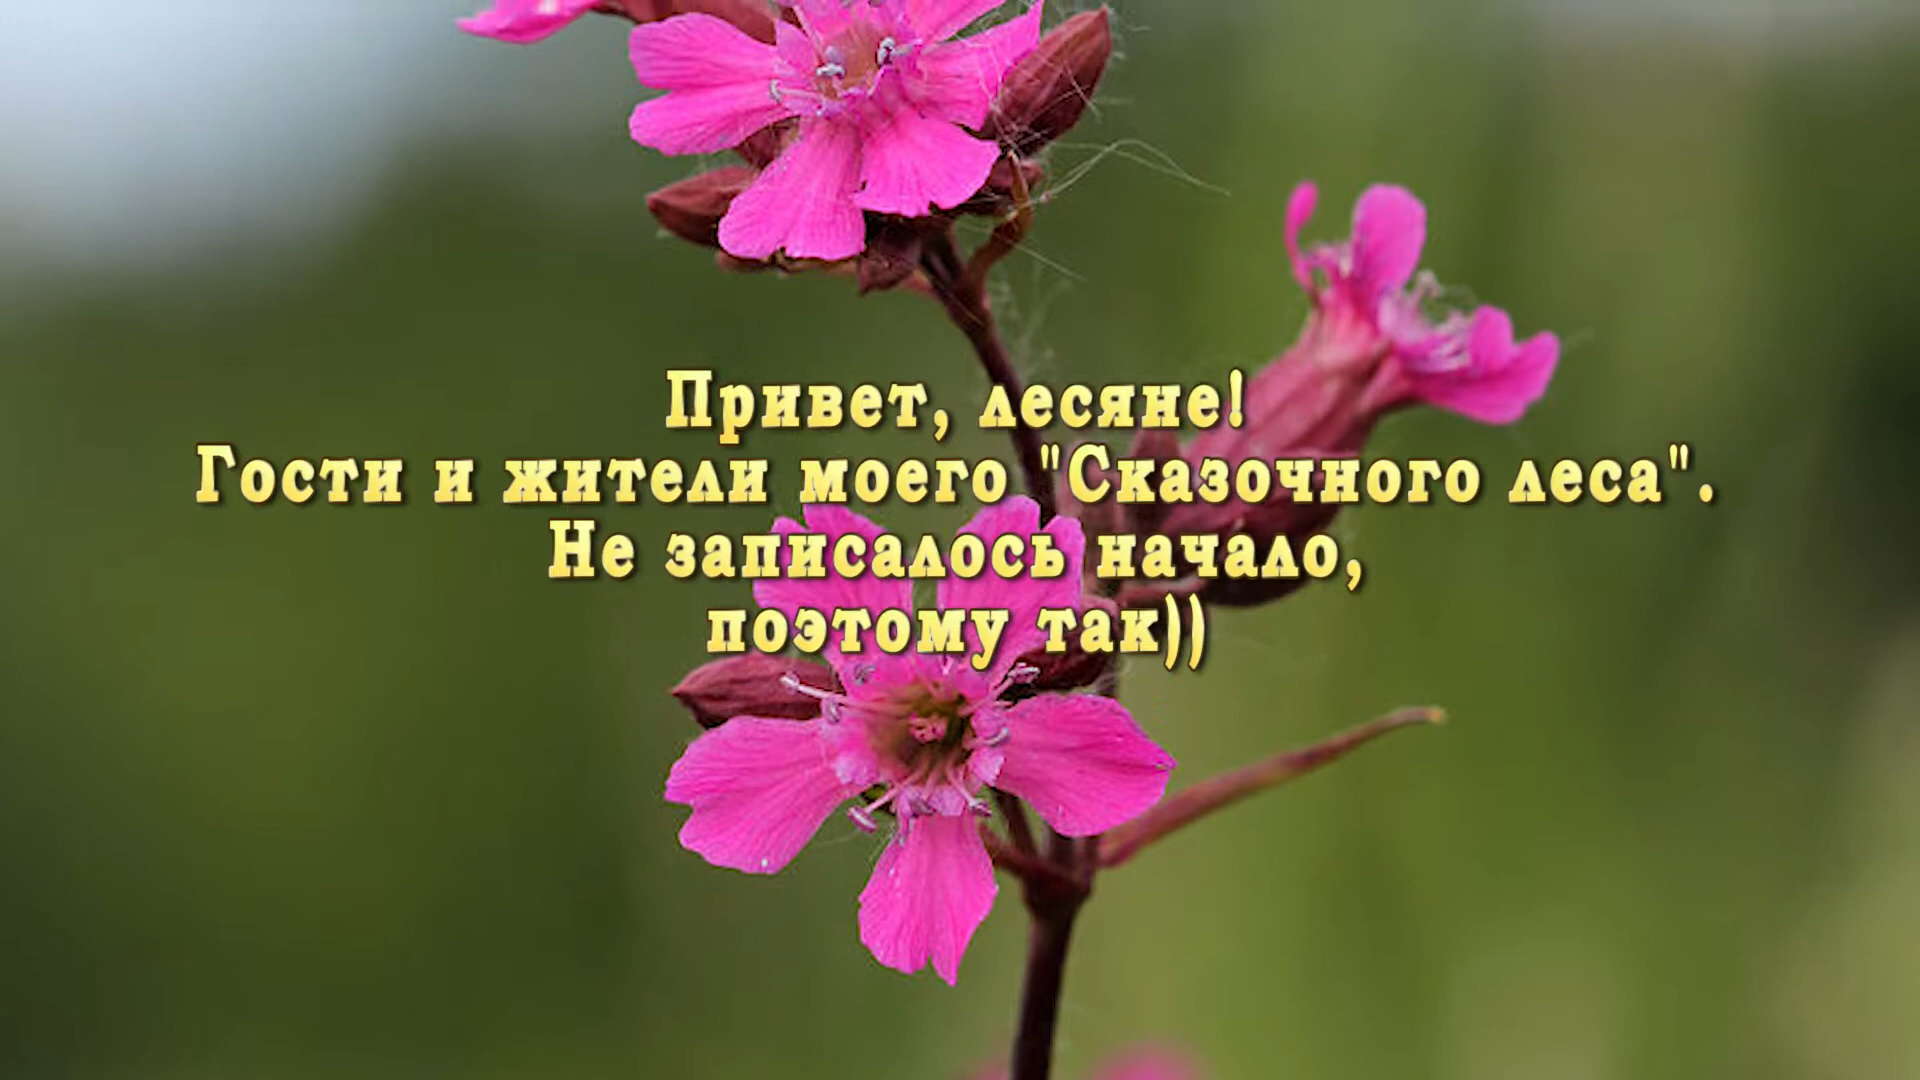 Привет, лесяне!
Гости и жители моего "Сказочного леса".
Не записалось начало,
поэтому так))